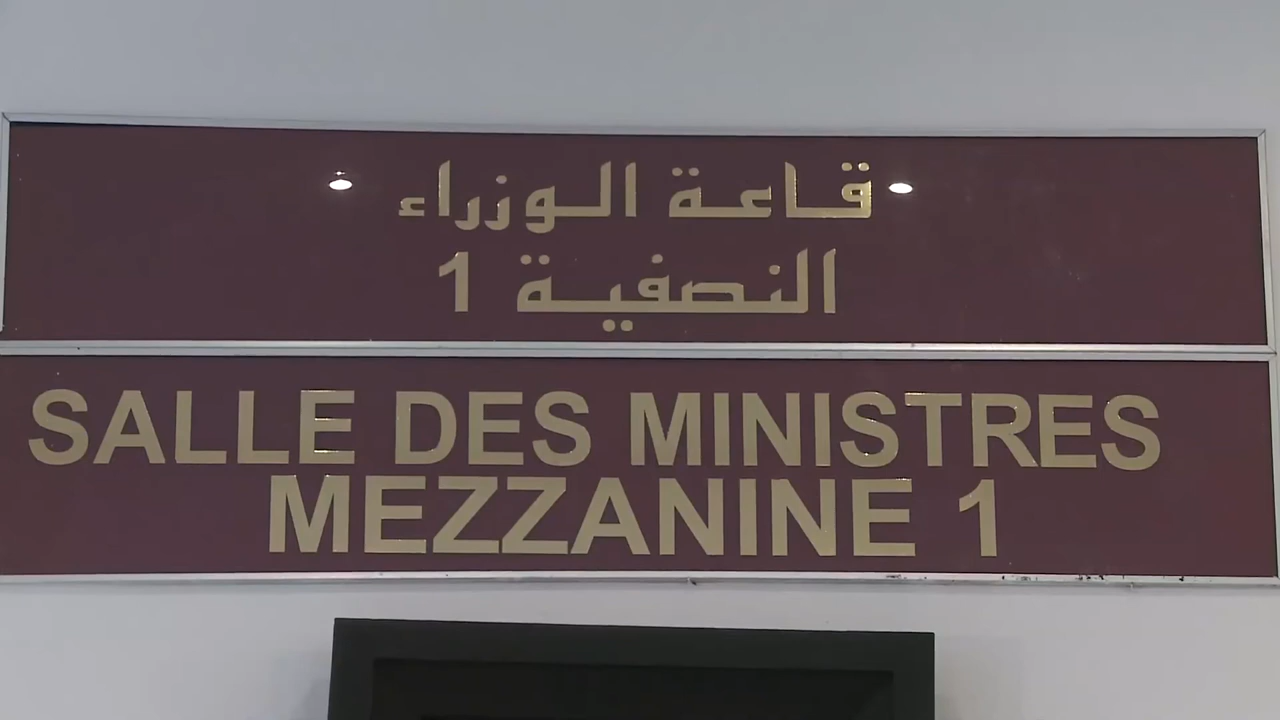 قاعة الوزراء
النصفية 1
SALLE DES MINISTRES
MEZZANINE 1